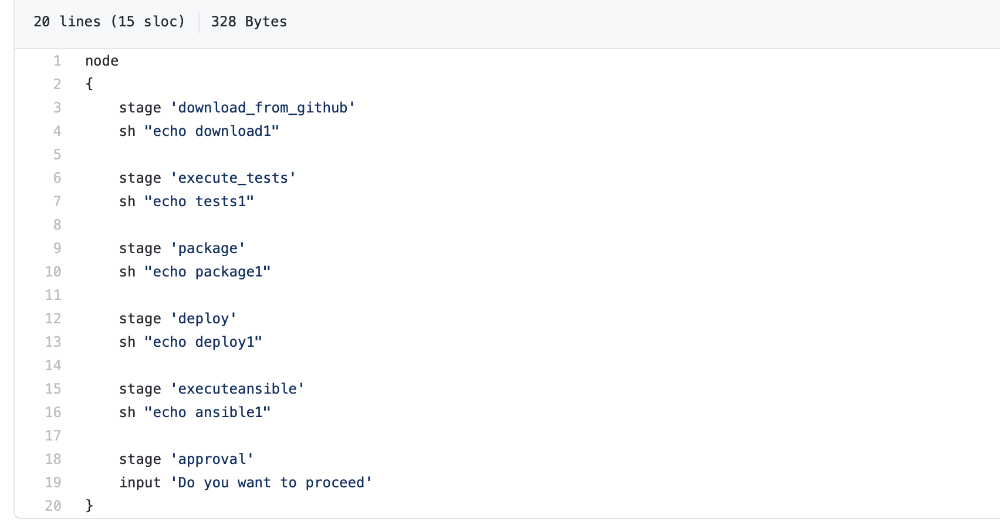 20 lines (15 sloc) 328 Bytes
1 node
2 {
3 stage 'download_from_github'
4 sh "echo download1"
5
6 stage 'execute_tests'
7 sh "echo tests1"
8
9 stage 'package'
10 sh "echo package1"
11
12 stage 'deploy'
13 sh "echo deploy1"
14
15 stage 'executeansible'
16 sh "echo ansible1"
17
18 stage 'approval'
19 input 'Do you want to proceed'
20 }